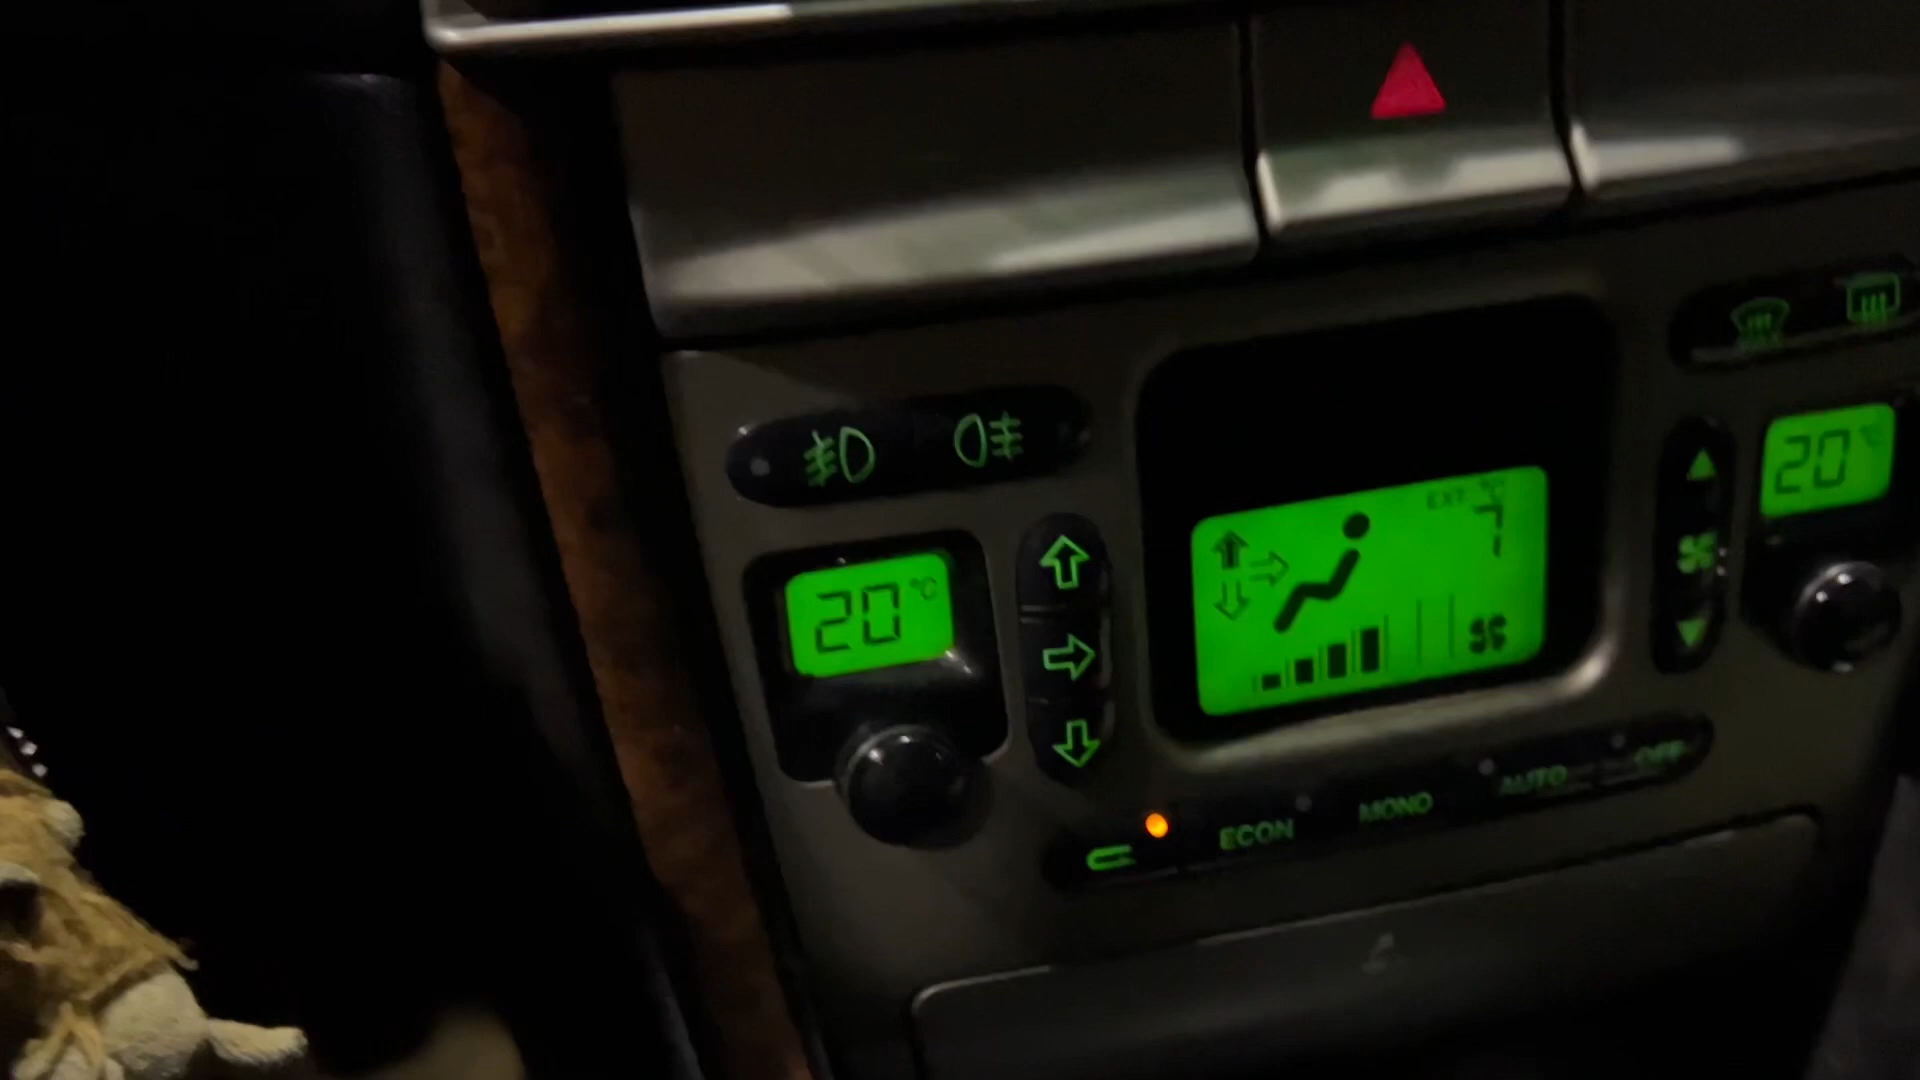 EXT. °C
7
20 °C
20 °C
ECON MONO AUTO OFF